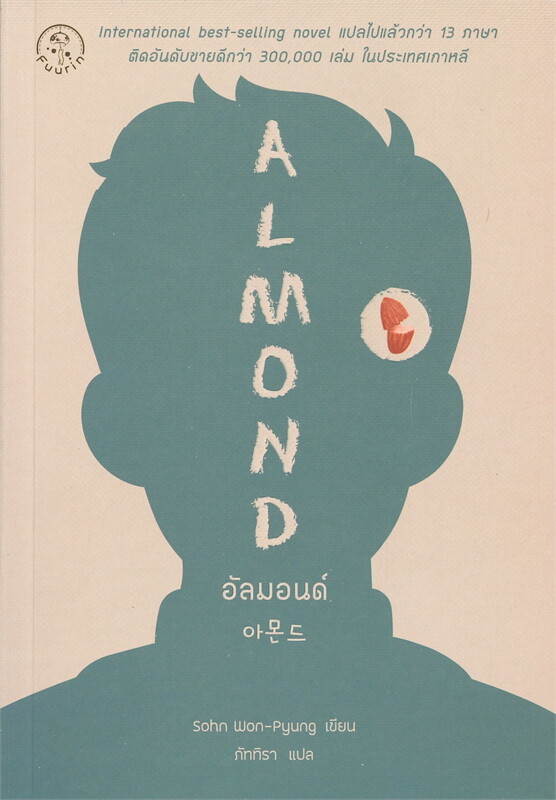 International best-selling novel แปลไปแล้วกว่า 13 ภาษา
ติดอันดับขายดีกว่า 300,000 เล่ม ในประเทศเกาหลี
Fuurin
ALMOND
อัลมอนด์
아몬드
Sohn Won-Pyung เขียน
ภัททิรา แปล